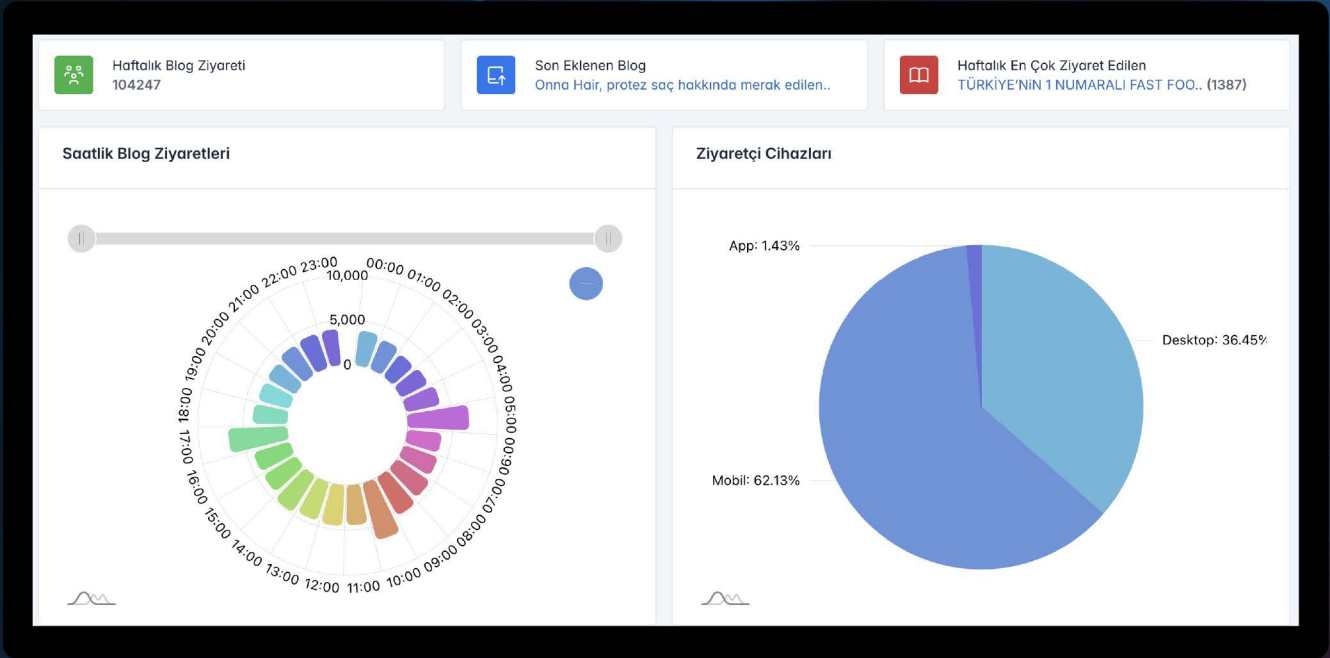 Haftalık Blog Ziyareti
104247
Son Eklenen Blog
Onna Hair, protez saç hakkında merak edilen..
Haftalık En Çok Ziyaret Edilen
TÜRKİYE'NiN 1 NUMARALI FAST FOO.. (1387)
Saatlik Blog Ziyaretleri
10,000
5,000
0
00:00
01:00
02:00
03:00
04:00
05:00
06:00
07:00
08:00
09:00
10:00
11:00
12:00
13:00
14:00
15:00
16:00
17:00
18:00
19:00
20:00
21:00
22:00
23:00
Ziyaretçi Cihazları
App: 1.43%
Desktop: 36.45%
Mobil: 62.13%